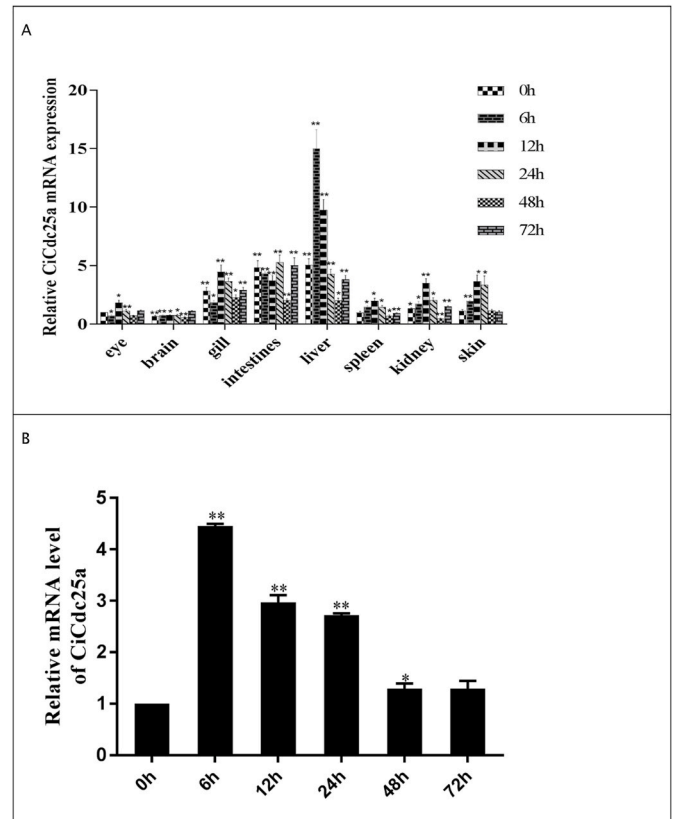 A
Relative CiCdc25a mRNA expression
20
15
10
5
0
0h
6h
12h
24h
48h
72h
eye
brain
gill
intestines
liver
spleen
kidney
skin
B
Relative mRNA level
of CiCdc25a
5
4
3
2
1
0
**
**
**
*
0h
6h
12h
24h
48h
72h